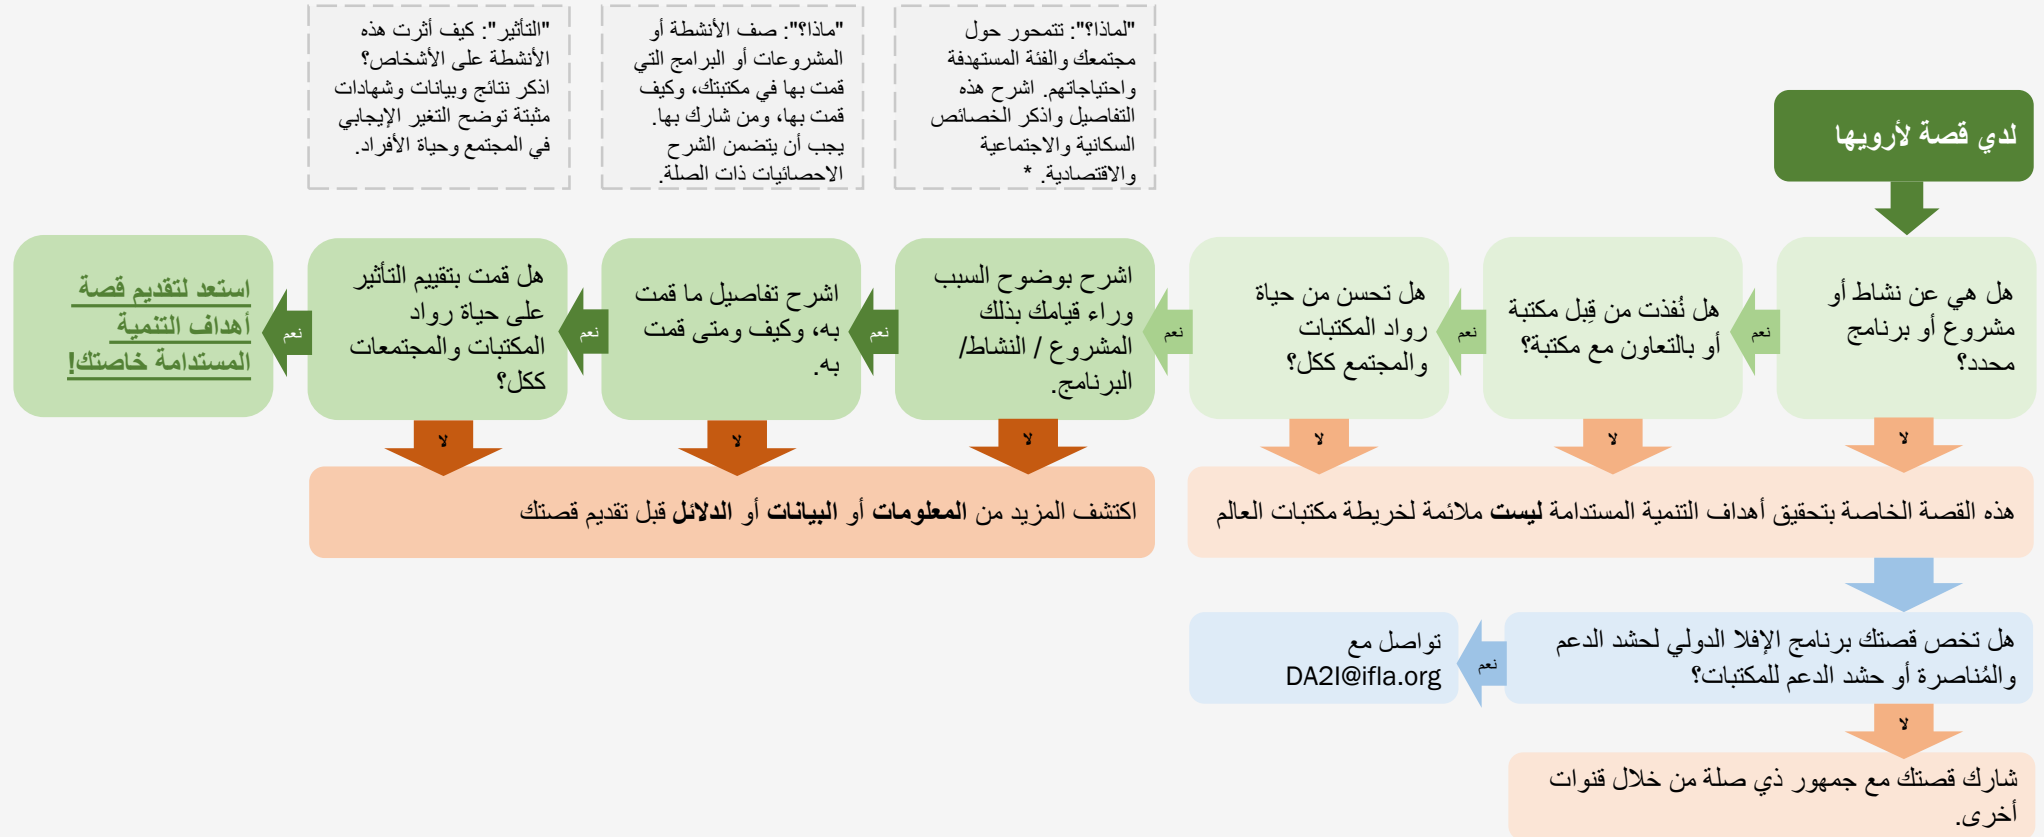 لدي قصة لأرويها
"لماذا؟": تتمحور حول
مجتمعك والفئة المستهدفة
واحتياجاتهم. اشرح هذه
التفاصيل واذكر الخصائص
السكانية والاجتماعية
والاقتصادية. *
"ماذا؟": صف الأنشطة أو
المشروعات أو البرامج التي
قمت بها في مكتبتك، وكيف
قمت بها، ومن شارك بها.
يجب أن يتضمن الشرح
الاحصائيات ذات الصلة.
"التأثير": كيف أثرت هذه
الأنشطة على الأشخاص؟
اذكر نتائج وبيانات وشهادات
مثبتة توضح التغير الإيجابي
في المجتمع وحياة الأفراد.
هل هي عن نشاط أو
مشروع أو برنامج
محدد؟
نعم
هل نُفذت من قِبل مكتبة
أو بالتعاون مع مكتبة؟
نعم
هل تحسن من حياة
رواد المكتبات
والمجتمع ككل؟
نعم
اشرح بوضوح السبب
وراء قيامك بذلك
المشروع / النشاط/
البرنامج.
نعم
اشرح تفاصيل ما قمت
به، وكيف ومتى قمت
به.
نعم
هل قمت بتقييم التأثير
على حياة رواد
المكتبات والمجتمعات
ككل؟
نعم
استعد لتقديم قصة
أهداف التنمية
المستدامة خاصتك!
لا
لا
لا
لا
لا
لا
هذه القصة الخاصة بتحقيق أهداف التنمية المستدامة ليست ملائمة لخريطة مكتبات العالم
اكتشف المزيد من المعلومات أو البيانات أو الدلائل قبل تقديم قصتك
هل تخص قصتك برنامج الإفلا الدولي لحشد الدعم
والمُناصرة أو حشد الدعم للمكتبات؟
نعم
تواصل مع
DA2I@ifla.org
لا
شارك قصتك مع جمهور ذي صلة من خلال قنوات
أخرى.